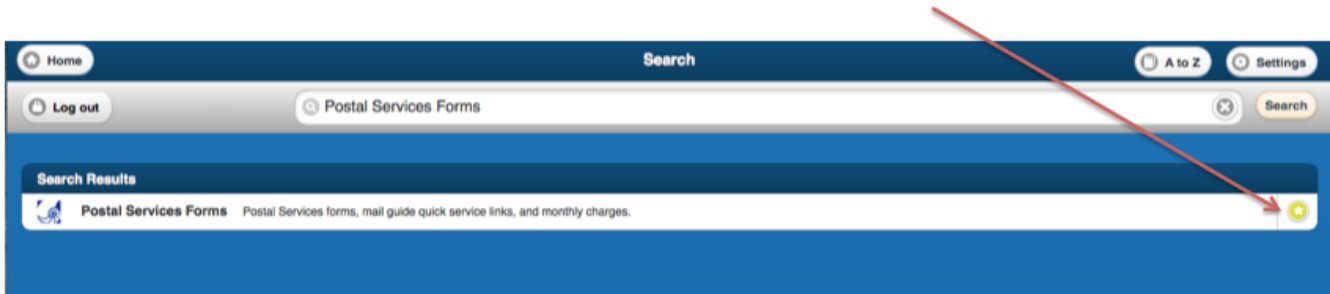 Home Search A to Z Settings
Log out Postal Services Forms Search
Search Results
Postal Services Forms Postal Services forms, mail guide quick service links, and monthly charges.